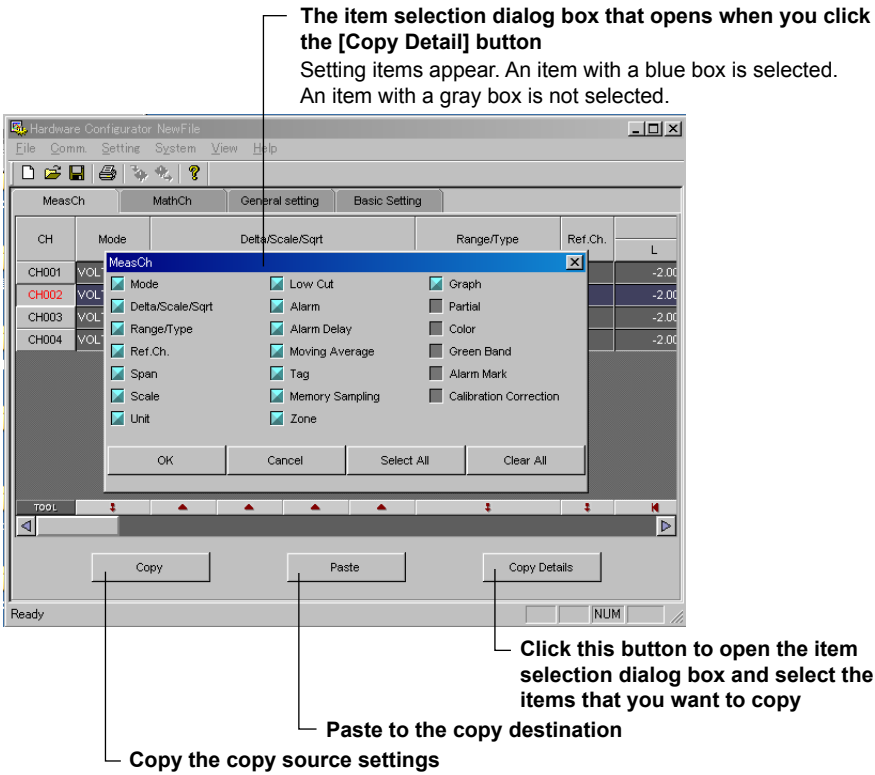 The item selection dialog box that opens when you click
the [Copy Detail] button
Setting items appear. An item with a blue box is selected.
An item with a gray box is not selected.
Hardware Configurator NewFile
File Comm. Setting System View Help
MeasCh MathCh General setting Basic Setting
CH Mode Delta/Scale/Sqrt Range/Type Ref.Ch. L
CH001 VOLT -2.00
CH002 VOLT -2.00
CH003 VOLT -2.00
CH004 VOLT -2.00
MeasCh
Mode Low Cut Graph
Delta/Scale/Sqrt Alarm Partial
Range/Type Alarm Delay Color
Ref.Ch. Moving Average Green Band
Span Tag Alarm Mark
Scale Memory Sampling Calibration Correction
Unit Zone
OK Cancel Select All Clear All
TOOL
Copy Paste Copy Details
Ready NUM
Click this button to open the item
selection dialog box and select the
items that you want to copy
Paste to the copy destination
Copy the copy source settings